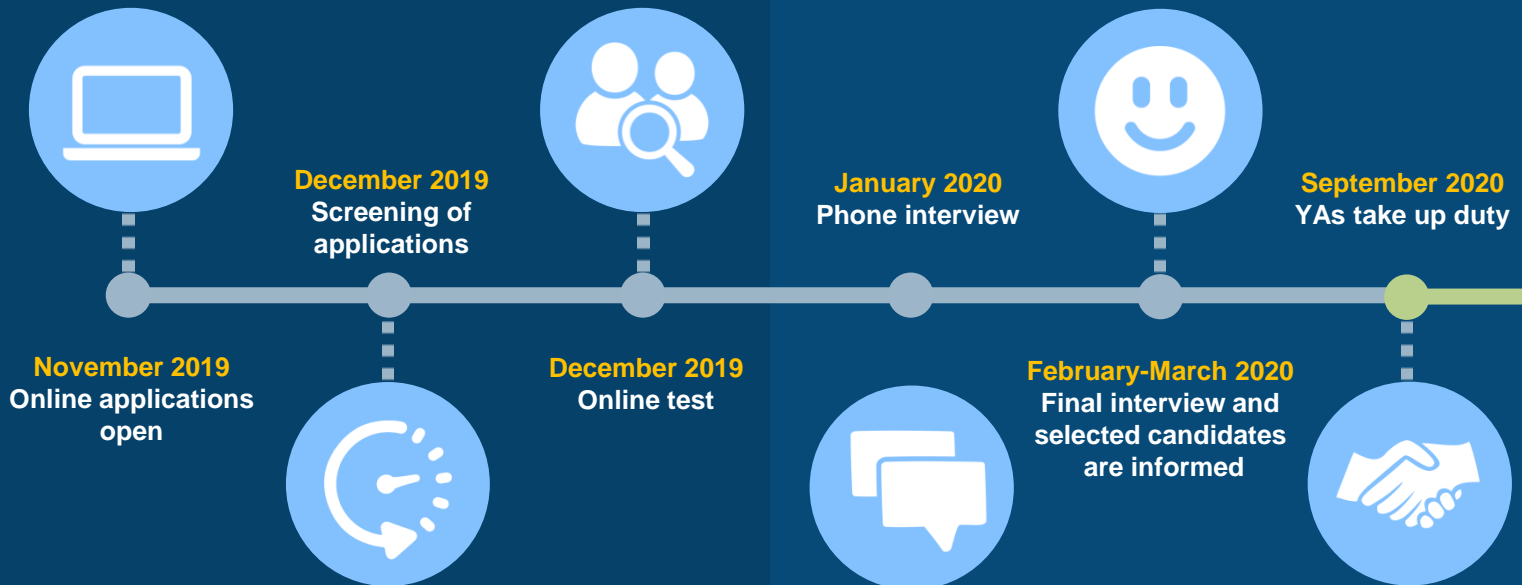 November 2019
Online applications
open
December 2019
Screening of
applications
December 2019
Online test
January 2020
Phone interview
February-March 2020
Final interview and
selected candidates
are informed
September 2020
YAs take up duty